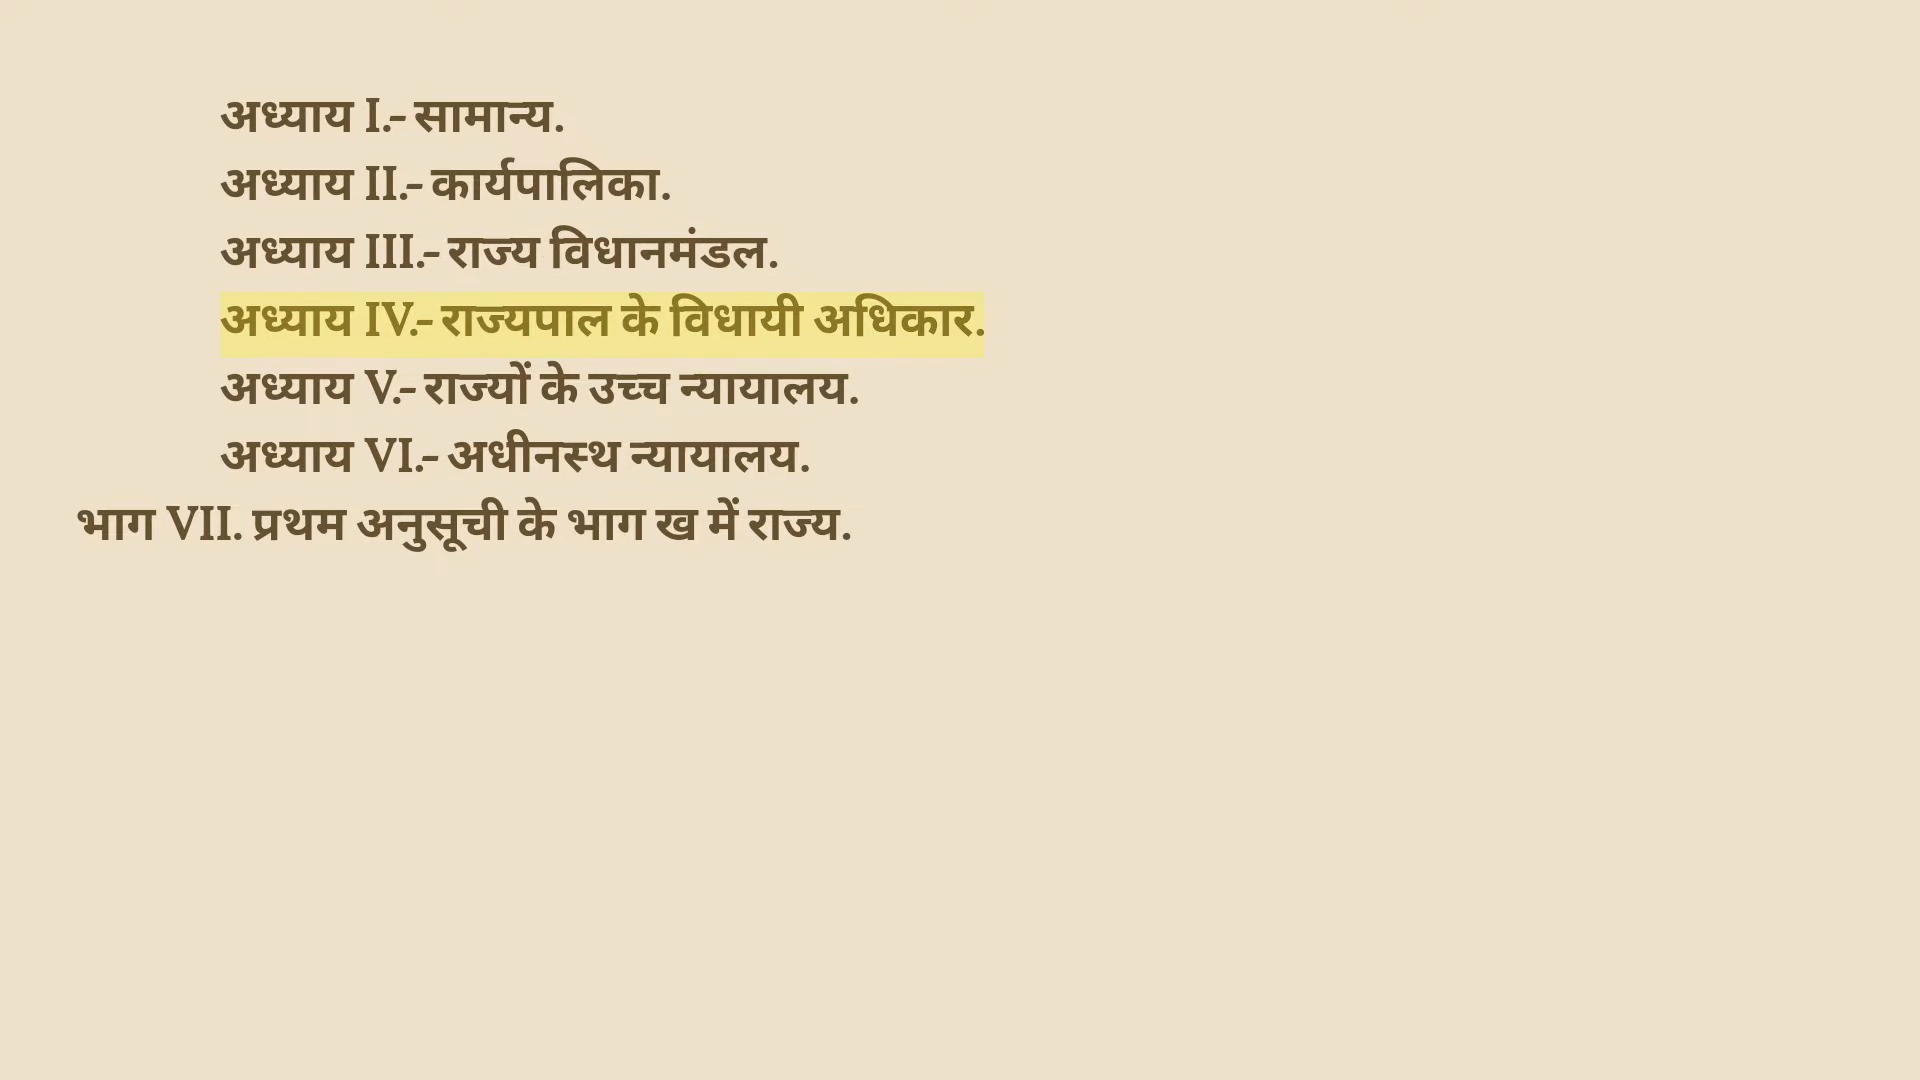 अध्याय I.- सामान्य.
अध्याय II.- कार्यपालिका.
अध्याय III.- राज्य विधानमंडल.
अध्याय IV.- राज्यपाल के विधायी अधिकार.
अध्याय V.- राज्यों के उच्च न्यायालय.
अध्याय VI.- अधीनस्थ न्यायालय.
भाग VII. प्रथम अनुसूची के भाग ख में राज्य.